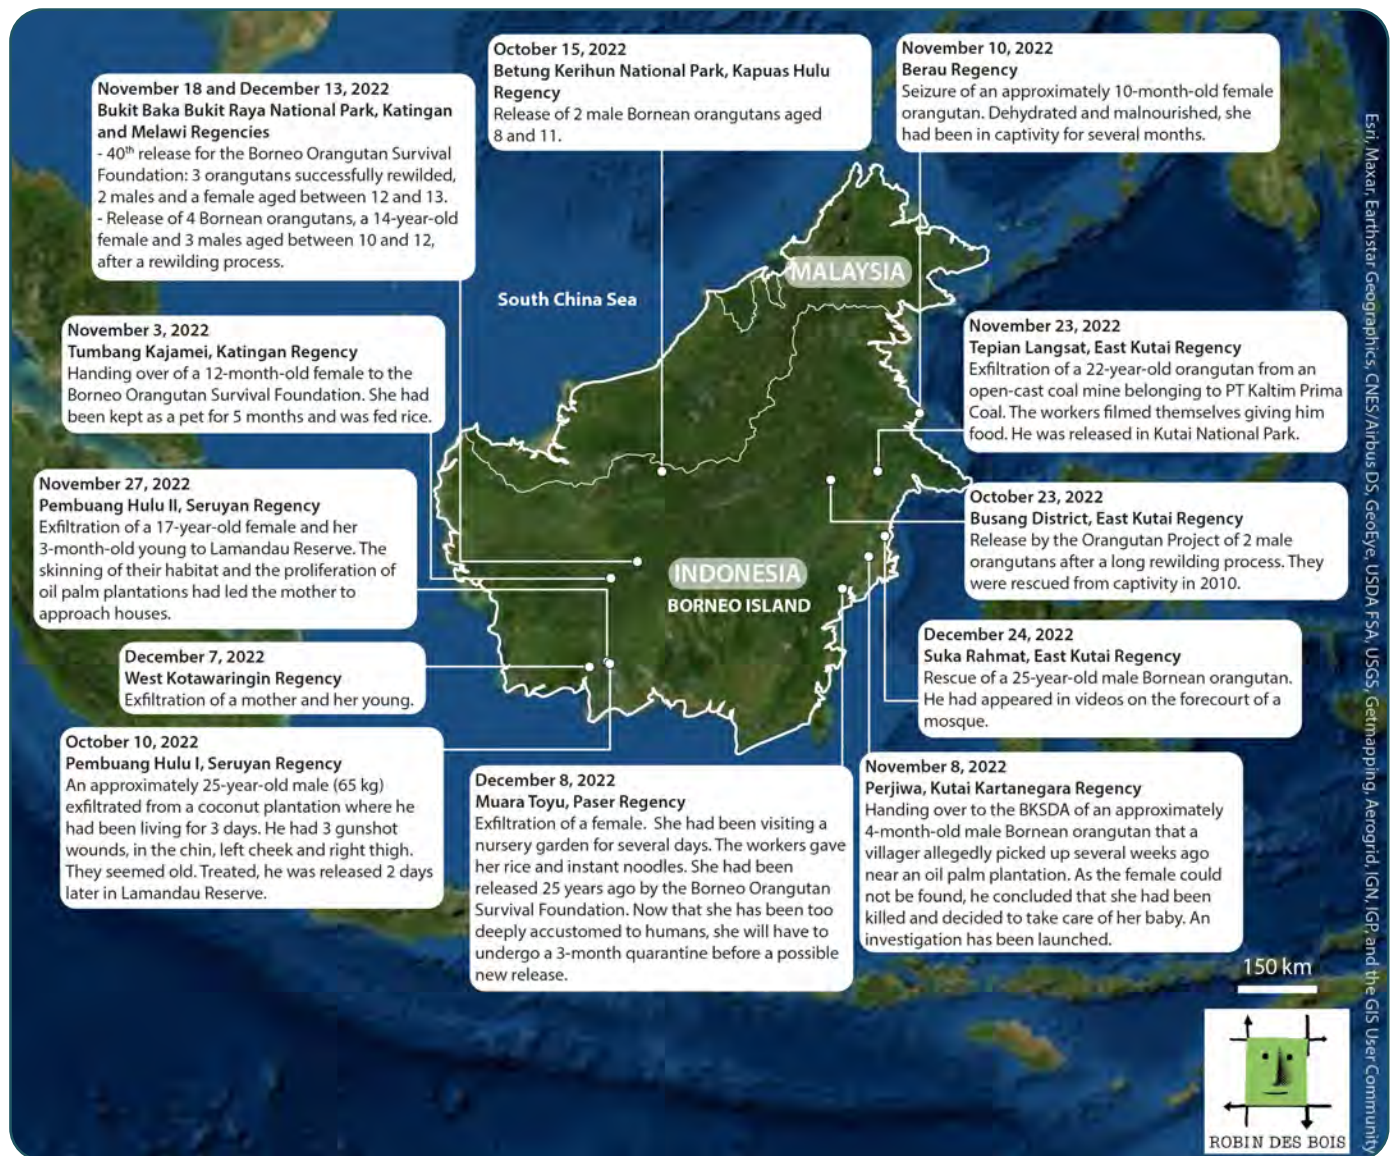 October 15, 2022
Betung Kerihun National Park, Kapuas Hulu
Regency
Release of 2 male Bornean orangutans aged
8 and 11.
November 10, 2022
Berau Regency
Seizure of an approximately 10-month-old female
orangutan. Dehydrated and malnourished, she
had been in captivity for several months.
November 18 and December 13, 2022
Bukit Baka Bukit Raya National Park, Katingan
and Melawi Regencies
- 40th release for the Borneo Orangutan Survival
Foundation: 3 orangutans successfully rewilded,
2 males and a female aged between 12 and 13.
- Release of 4 Bornean orangutans, a 14-year-old
female and 3 males aged between 10 and 12,
after a rewilding process.
MALAYSIA
South China Sea
November 3, 2022
Tumbang Kajamei, Katingan Regency
Handing over of a 12-month-old female to the
Borneo Orangutan Survival Foundation. She had
been kept as a pet for 5 months and was fed rice.
November 23, 2022
Tepian Langsat, East Kutai Regency
Exfiltration of a 22-year-old orangutan from an
open-cast coal mine belonging to PT Kaltim Prima
Coal. The workers filmed themselves giving him
food. He was released in Kutai National Park.
November 27, 2022
Pembuang Hulu II, Seruyan Regency
Exfiltration of a 17-year-old female and her
3-month-old young to Lamandau Reserve. The
skinning of their habitat and the proliferation of
oil palm plantations had led the mother to
approach houses.
October 23, 2022
Busang District, East Kutai Regency
Release by the Orangutan Project of 2 male
orangutans after a long rewilding process. They
were rescued from captivity in 2010.
INDONESIA
BORNEO ISLAND
December 7, 2022
West Kotawaringin Regency
Exfiltration of a mother and her young.
December 24, 2022
Suka Rahmat, East Kutai Regency
Rescue of a 25-year-old male Bornean orangutan.
He had appeared in videos on the forecourt of a
mosque.
October 10, 2022
Pembuang Hulu I, Seruyan Regency
An approximately 25-year-old male (65 kg)
exfiltrated from a coconut plantation where he
had been living for 3 days. He had 3 gunshot
wounds, in the chin, left cheek and right thigh.
They seemed old. Treated, he was released 2 days
later in Lamandau Reserve.
December 8, 2022
Muara Toyu, Paser Regency
Exfiltration of a female. She had been visiting a
nursery garden for several days. The workers gave
her rice and instant noodles. She had been
released 25 years ago by the Borneo Orangutan
Survival Foundation. Now that she has been too
deeply accustomed to humans, she will have to
undergo a 3-month quarantine before a possible
new release.
November 8, 2022
Perjiwa, Kutai Kartanegara Regency
Handing over to the BKSDA of an approximately
4-month-old male Bornean orangutan that a
villager allegedly picked up several weeks ago
near an oil palm plantation. As the female could
not be found, he concluded that she had been
killed and decided to take care of her baby. An
investigation has been launched.
150 km
ROBIN DES BOIS
Esri, Maxar, Earthstar Geographics, CNES/Airbus DS, GeoEye, USDA FSA, USGS, Getmapping, Aerogrid, IGN, IGP, and the GIS User Community